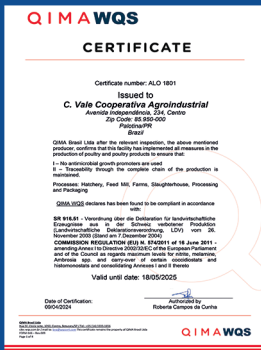 QIMA WQS
CERTIFICATE
Certificate number: ALO 1801
Issued to
C. Vale Cooperativa Agroindustrial
Avenida Independência, 234, Centro
Zip Code: 85.950-000
Palotina/PR
Brazil
QIMA Brazil Ltda after the relevant inspection, the above mentioned
producer, confirms that this facility has implemented all measures in the
production of poultry and poultry products to ensure that:
I – No antimicrobial growth promoters are used
II – Traceability through the complete chain of the production is
maintained.
Processes: Hatchery, Feed Mill, Farms, Slaughterhouse, Processing
and Packaging
QIMA WQS declares has been found to be compliant in accordance
with:
SR 916.51 - Verordnung über die Deklaration für landwirtschaftliche
Erzeugnisse aus in der Schweiz verbotener Produktion
(Landwirtschaftliche Deklarationsverordnung, LDV) vom 26.
November 2003 (Stand am 7.Dezember 2004)
COMMISSION REGULATION (EU) N. 574/2011 of 16 June 2011 -
amending Annex I to Directive 2002/32/EC of the European Parliament
and of the Council as regards maximum levels for nitrite, melamine,
Ambrosia spp. and carry-over of certain coccidiostats and
histomonostats and consolidating Annexes I and II thereto
Valid until date: 18/05/2025
Date of Certification:
09/04/2024
Authorized by
Roberta Campos da Cunha
QIMA Brasil Ltda
QIMA WQS